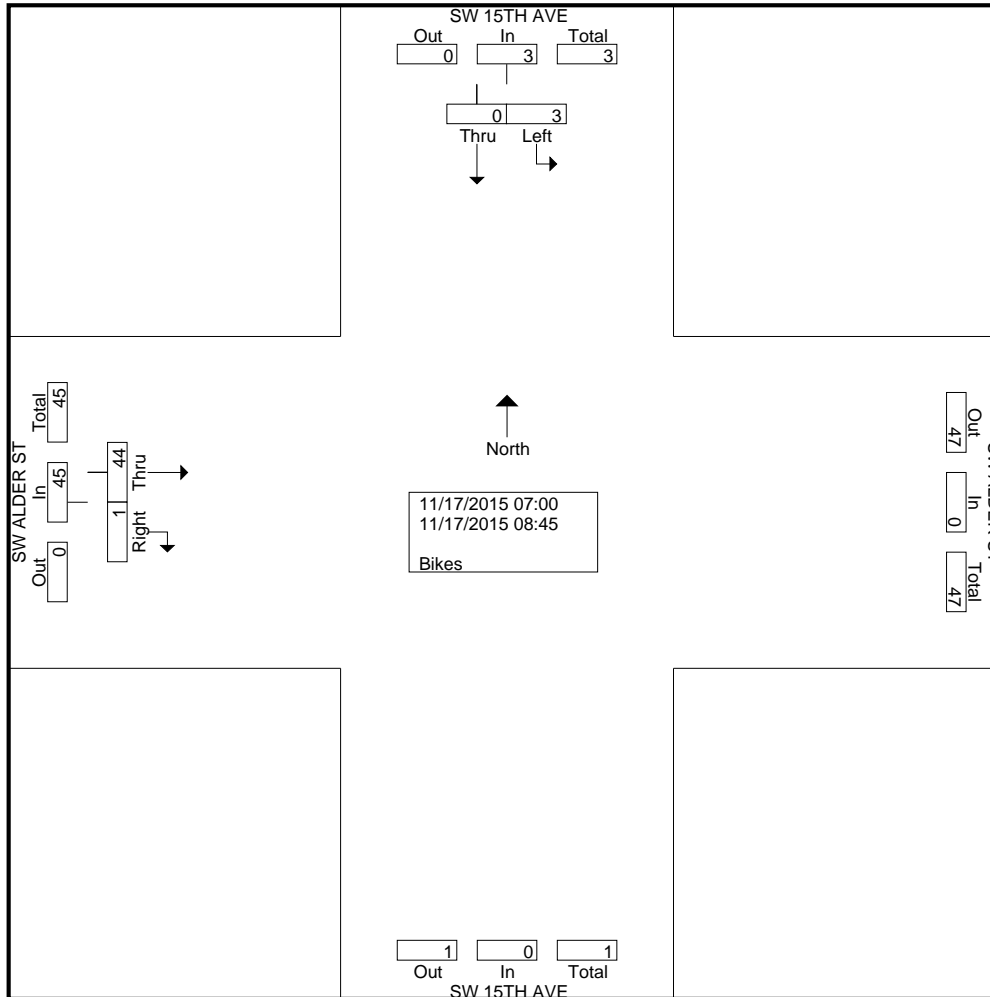 SW 15TH AVE
Out In Total
0 3 3
0 3
Thru Left
SW ALDER ST
Total In Out
45 45 0
44 1
Thru Right
North
11/17/2015 07:00
11/17/2015 08:45
Bikes
Out In Total
47 0 47
1 0 1
Out In Total
SW 15TH AVE